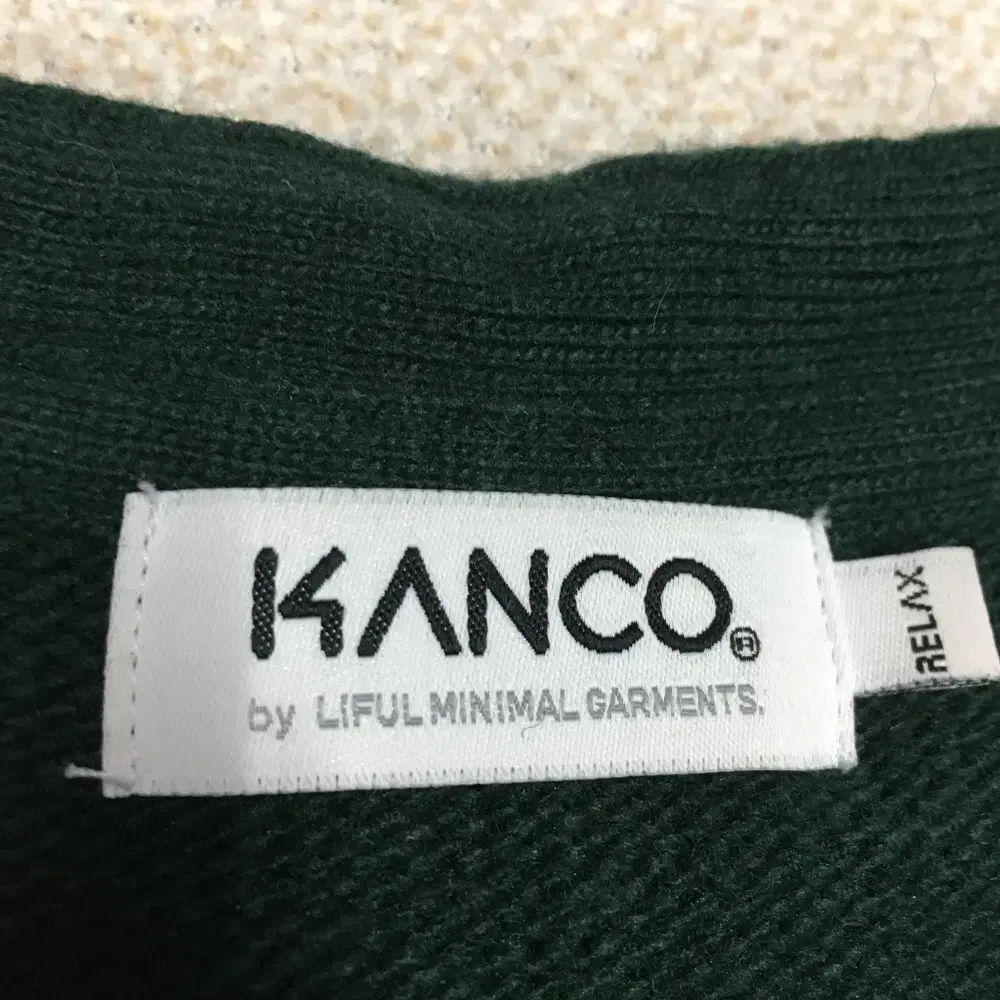 KANCO®
by LIFUL MINIMAL GARMENTS.
RELAX